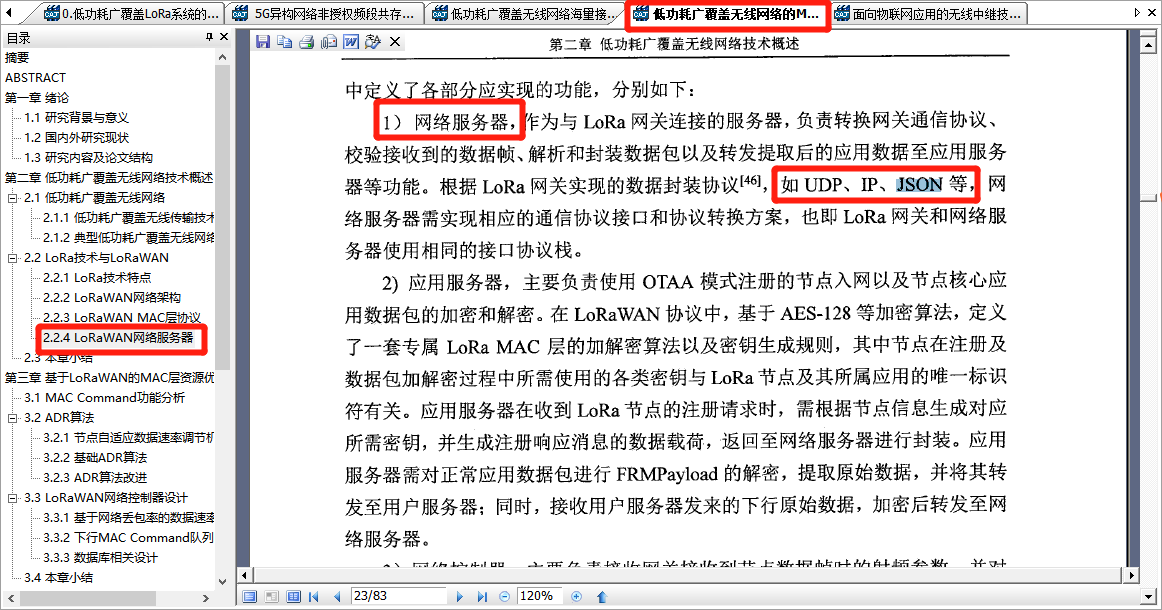 0.低功耗广覆盖LoRa系统的...
5G异构网络非授权频段共存...
低功耗广覆盖无线网络海量接...
低功耗广覆盖无线网络的M...
面向物联网应用的无线中继技...
目录
摘要
ABSTRACT
第一章 绪论
1.1 研究背景与意义
1.2 国内外研究现状
1.3 研究内容及论文结构
第二章 低功耗广覆盖无线网络技术概述
2.1 低功耗广覆盖无线网络
2.1.1 低功耗广覆盖无线传输技术
2.1.2 典型低功耗广覆盖无线网络
2.2 LoRa技术与LoRaWAN
2.2.1 LoRa技术特点
2.2.2 LoRaWAN网络架构
2.2.3 LoRaWAN MAC层协议
2.2.4 LoRaWAN网络服务器
2.3 本章小结
第三章 基于LoRaWAN的MAC层资源优
3.1 MAC Command功能分析
3.2 ADR算法
3.2.1 节点自适应数据速率调节机
3.2.2 基础ADR算法
3.2.3 ADR算法改进
3.3 LoRaWAN网络控制器设计
3.3.1 基于网络丢包率的数据速率
3.3.2 下行MAC Command队列
3.3.3 数据库相关设计
3.4 本章小结
第二章 低功耗广覆盖无线网络技术概述
中定义了各部分应实现的功能，分别如下：
1）网络服务器，作为与 LoRa 网关连接的服务器，负责转换网关通信协议、
校验接收到的数据帧、解析和封装数据包以及转发提取后的应用数据至应用服务
器等功能。根据 LoRa 网关实现的数据封装协议[46]，如 UDP、IP、JSON 等，网
络服务器需实现相应的通信协议接口和协议转换方案，也即 LoRa 网关和网络服
务器使用相同的接口协议栈。
2）应用服务器，主要负责使用 OTAA 模式注册的节点入网以及节点核心应
用数据包的加密和解密。在 LoRaWAN 协议中，基于 AES-128 等加密算法，定义
了一套专属 LoRa MAC 层的加解密算法以及密钥生成规则，其中节点在注册及
数据包加解密过程中所需使用的各类密钥与 LoRa 节点及其所属应用的唯一标识
符有关。应用服务器在收到 LoRa 节点的注册请求时，需根据节点信息生成对应
所需密钥，并生成注册响应消息的数据载荷，返回至网络服务器进行封装。应用
服务器需对正常应用数据包进行 FRMPayload 的解密，提取原始数据，并将其转
发至用户服务器；同时，接收用户服务器发来的下行原始数据，加密后转发至网
络服务器。
3）网络控制器，主要负责接收网关接收到节点数据帧时的射频参数，并对
23/83
120%